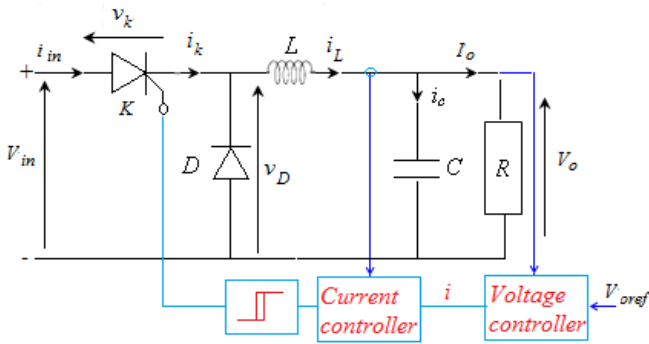 v_k
i_in
i_k
L
i_L
I_o
+
K
i_c
V_in
D
v_D
C
R
V_o
-
Current controller
i
Voltage controller
V_oref